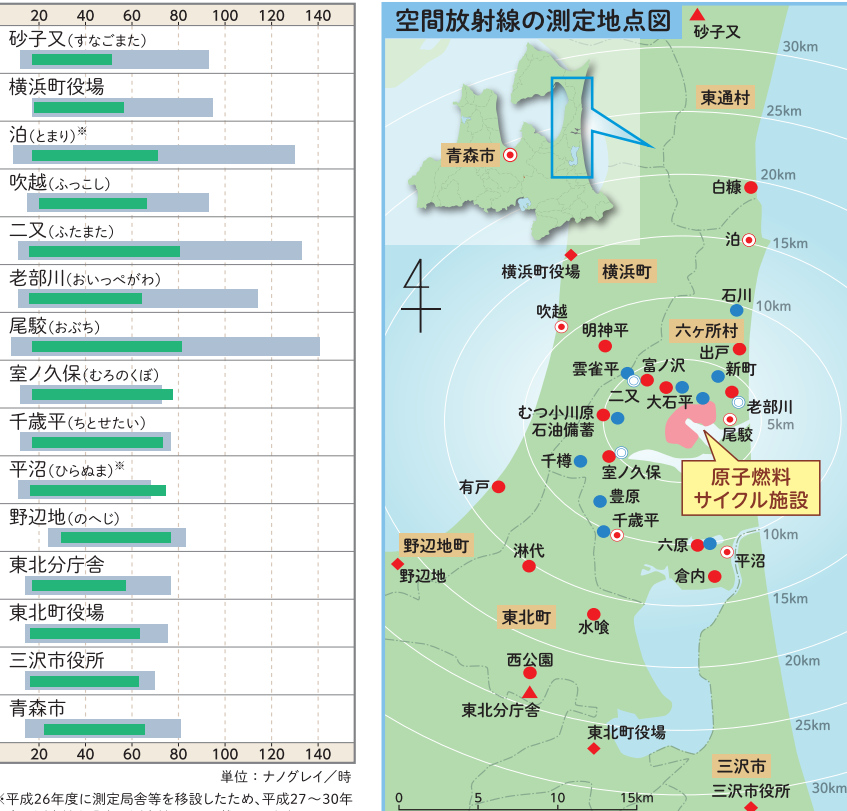 20 40 60 80 100 120 140
砂子又(すなごまた)
横浜町役場
泊(とまり)※
吹越(ふっこし)
二又(ふたまた)
老部川(おいっぺがわ)
尾駮(おぶち)
室ノ久保(むろのくぼ)
千歳平(ちとせたい)
平沼(ひらぬま)※
野辺地(のへじ)
東北分庁舎
東北町役場
三沢市役所
青森市
20 40 60 80 100 120 140
単位：ナノグレイ／時
※平成26年度に測定局舎等を移設したため、平成27〜30年
空間放射線の測定地点図
砂子又
30km
東通村
25km
青森市
20km
白糠
泊
15km
横浜町役場
横浜町
石川
10km
吹越
明神平
六ヶ所村
出戸
雲雀平
富ノ沢
新町
二又
大石平
老部川
むつ小川原
石油備蓄
5km
尾駮
千樽
室ノ久保
原子燃料
サイクル施設
有戸
豊原
千歳平
10km
野辺地町
淋代
六原
平沼
野辺地
倉内
15km
東北町
水喰
西公園
20km
東北分庁舎
25km
東北町役場
三沢市
三沢市役所
30km
0 5 10 15km